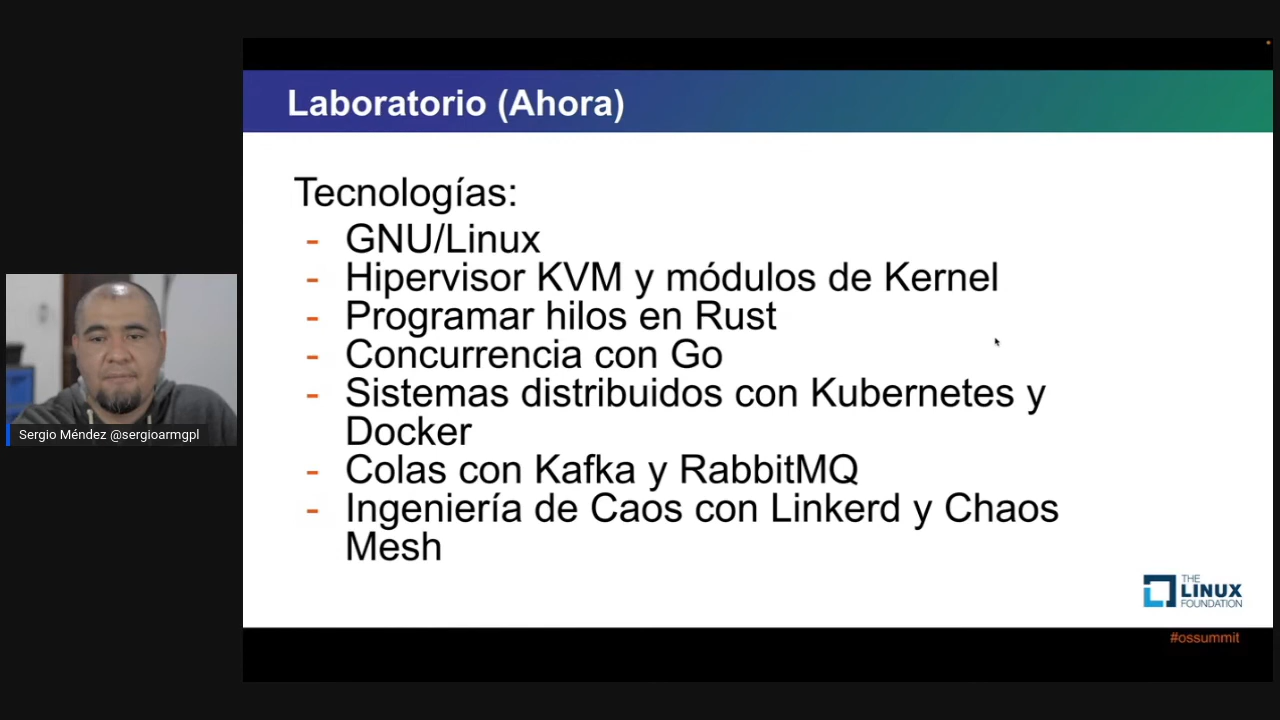 Laboratorio (Ahora)
Tecnologías:
- GNU/Linux
- Hipervisor KVM y módulos de Kernel
- Programar hilos en Rust
- Concurrencia con Go
- Sistemas distribuidos con Kubernetes y
Docker
- Colas con Kafka y RabbitMQ
- Ingeniería de Caos con Linkerd y Chaos
Mesh
Sergio Méndez @sergioarmgpl
THE
LINUX
FOUNDATION
#ossummit